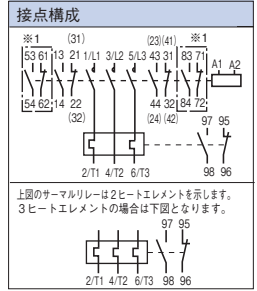 接点構成
※1 (31) (23)(41) ※1
53 61 13 21 1/L1 3/L2 5/L3 43 31 83 71 A1 A2
54 62 14 22 44 32 84 72
(32) (24) (42)
97 95
2/T1 4/T2 6/T3 98 96
上図のサーマルリレーは2ヒートエレメントを示します。
3ヒートエレメントの場合は下図となります。
97 95
2/T1 4/T2 6/T3 98 96